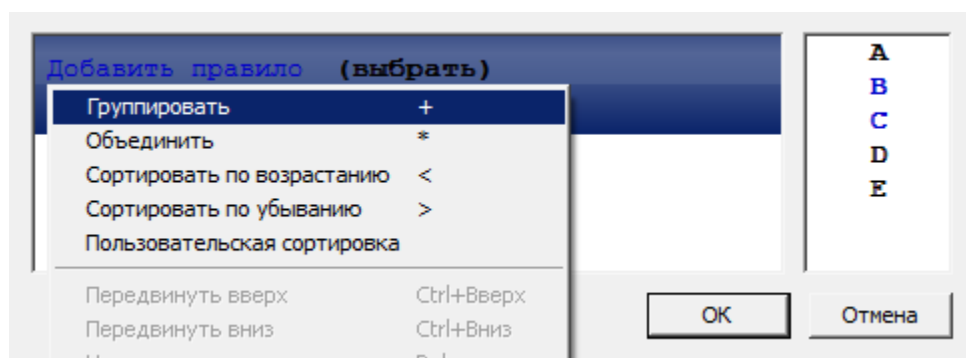 Добавить правило (выбрать)
Группировать +
Объединить *
Сортировать по возрастанию <
Сортировать по убыванию >
Пользовательская сортировка
Передвинуть вверх Ctrl+Вверх
Передвинуть вниз Ctrl+Вниз
A
B
C
D
E
OK
Отмена